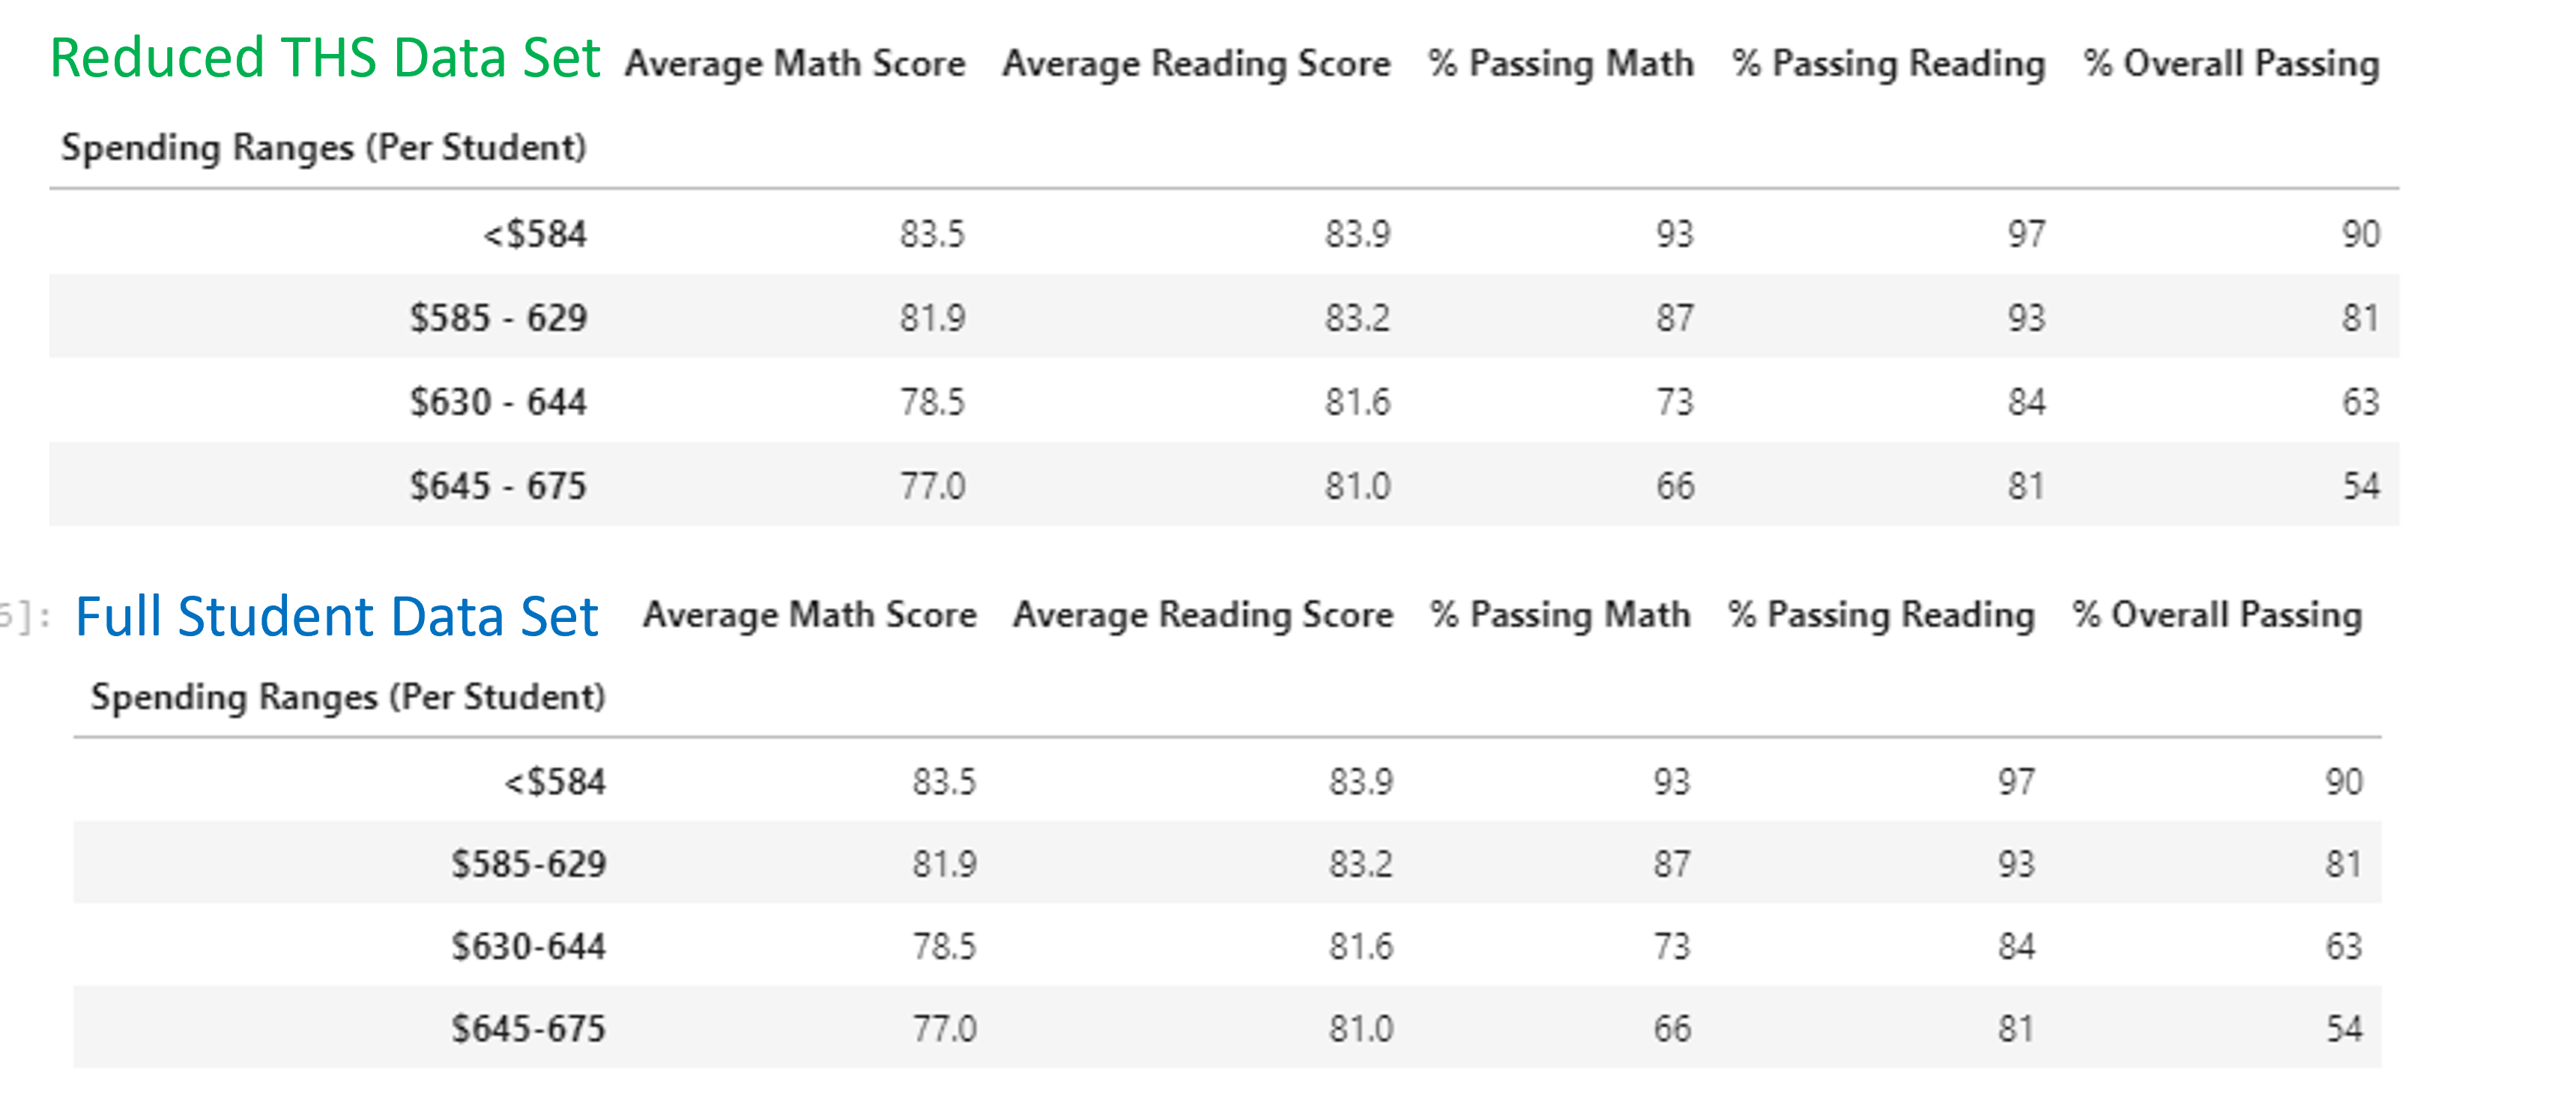 Reduced THS Data Set Average Math Score Average Reading Score % Passing Math % Passing Reading % Overall Passing
Spending Ranges (Per Student)
<$584 83.5 83.9 93 97 90
$585 - 629 81.9 83.2 87 93 81
$630 - 644 78.5 81.6 73 84 63
$645 - 675 77.0 81.0 66 81 54
]: Full Student Data Set Average Math Score Average Reading Score % Passing Math % Passing Reading % Overall Passing
Spending Ranges (Per Student)
<$584 83.5 83.9 93 97 90
$585-629 81.9 83.2 87 93 81
$630-644 78.5 81.6 73 84 63
$645-675 77.0 81.0 66 81 54